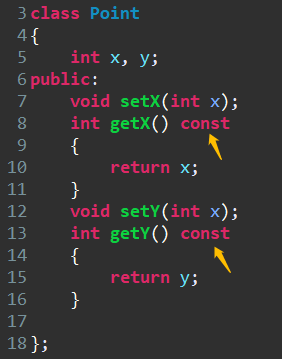 3 class Point
4 {
5     int x, y;
6 public:
7     void setX(int x);
8     int getX() const
9     {
10         return x;
11     }
12     void setY(int x);
13     int getY() const
14     {
15         return y;
16     }
17
18 };